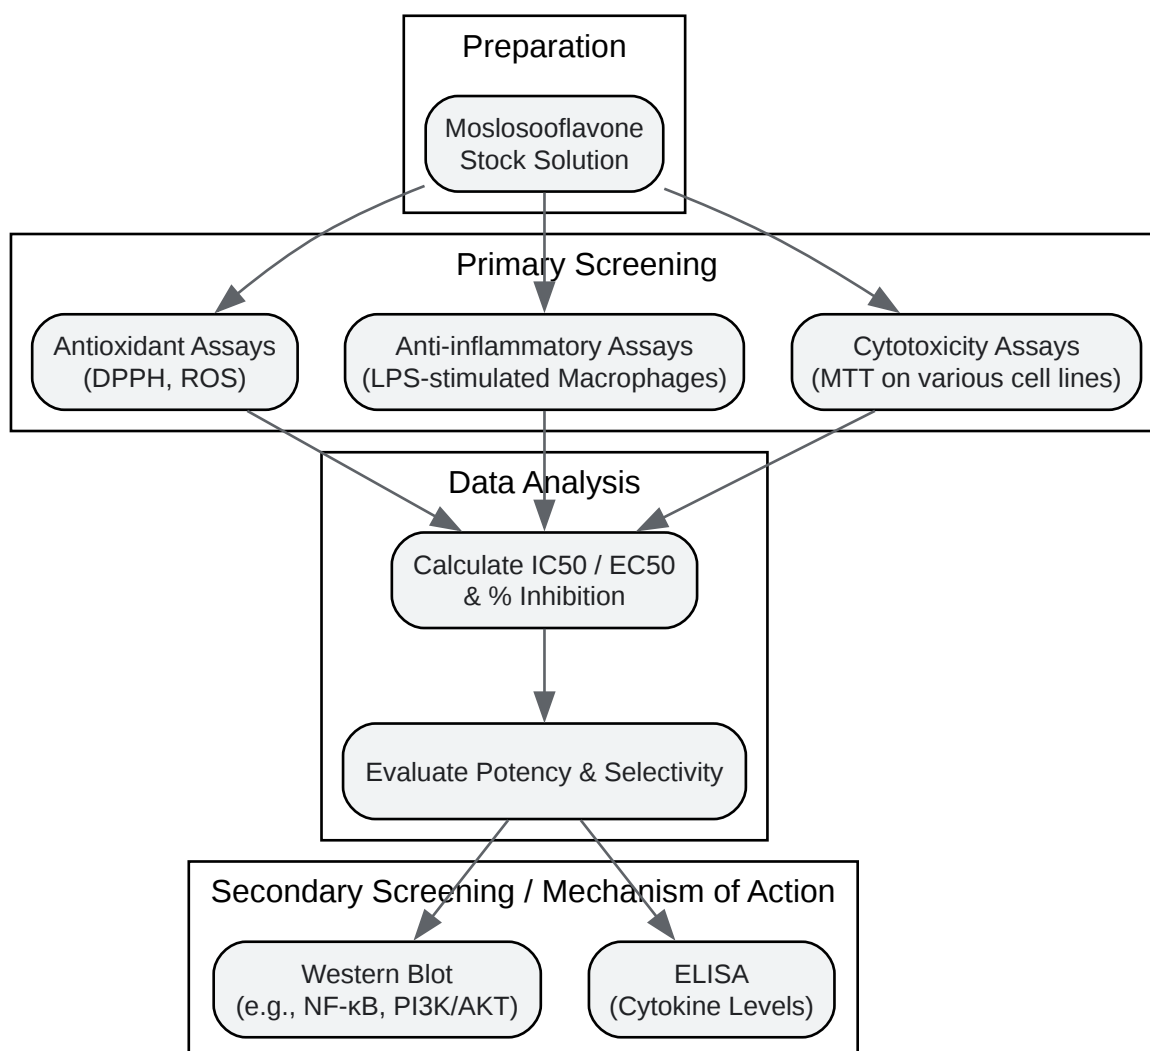 Preparation
Moslosooflavone
Stock Solution
Primary Screening
Antioxidant Assays
(DPPH, ROS)
Anti-inflammatory Assays
(LPS-stimulated Macrophages)
Cytotoxicity Assays
(MTT on various cell lines)
Data Analysis
Calculate IC50 / EC50
& % Inhibition
Evaluate Potency & Selectivity
Secondary Screening / Mechanism of Action
Western Blot
(e.g., NF-κB, PI3K/AKT)
ELISA
(Cytokine Levels)